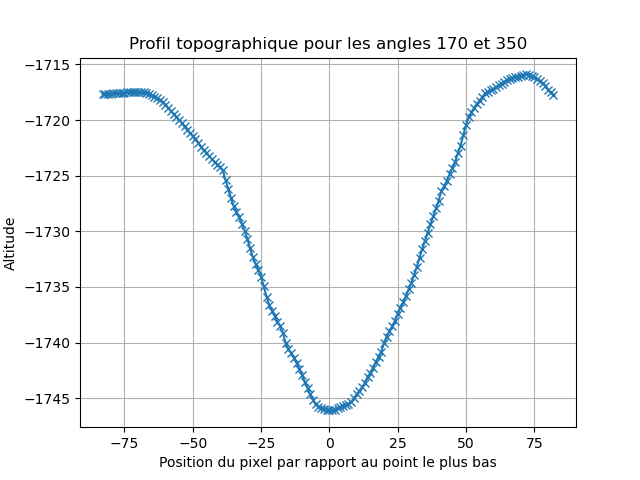 Profil topographique pour les angles 170 et 350
−1715
−1720
−1725
−1730
−1735
−1740
−1745
Altitude
−75 −50 −25 0 25 50 75
Position du pixel par rapport au point le plus bas